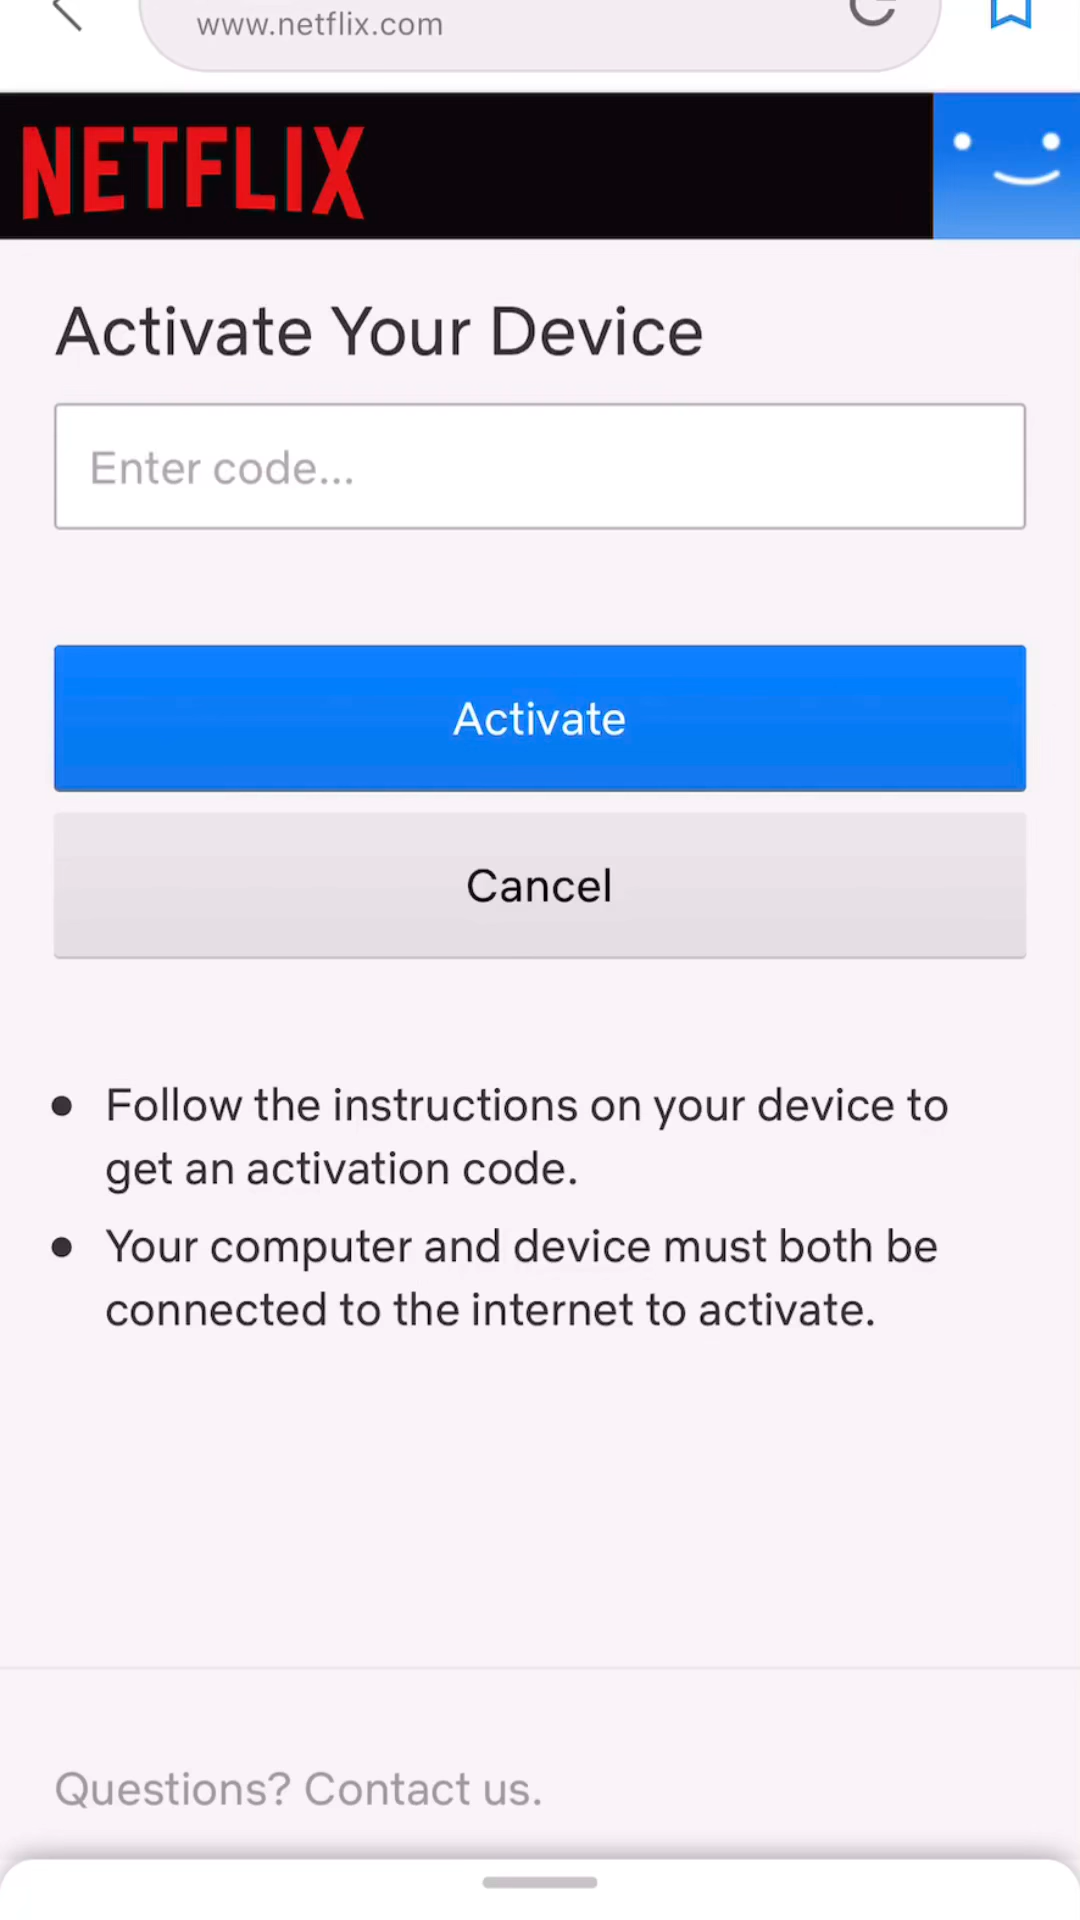 www.netflix.com
NETFLIX
Activate Your Device
Enter code...
Activate
Cancel
• Follow the instructions on your device to
get an activation code.
• Your computer and device must both be
connected to the internet to activate.
Questions? Contact us.